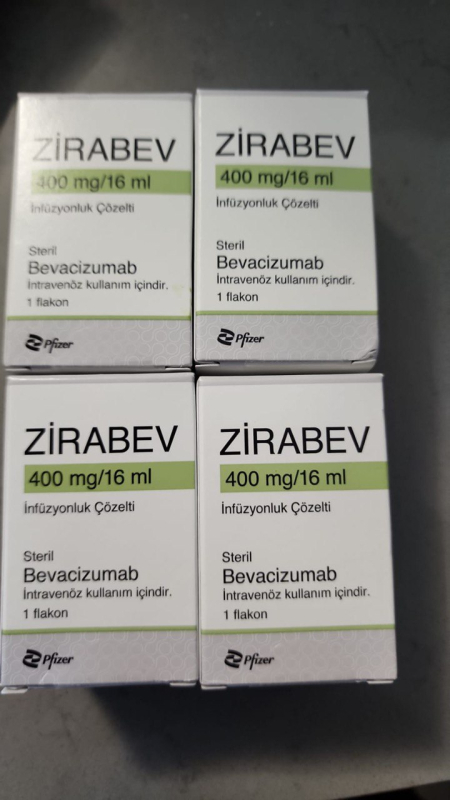 ZİRABEV
400 mg/16 ml
İnfüzyonluk Çözelti
Steril
Bevacizumab
İntravenöz kullanım içindir.
1 flakon
Pfizer
ZİRABEV
400 mg/16 ml
İnfüzyonluk Çözelti
Steril
Bevacizumab
İntravenöz kullanım içindir.
1 flakon
Pfizer
ZİRABEV
400 mg/16 ml
İnfüzyonluk Çözelti
Steril
Bevacizumab
İntravenöz kullanım içindir.
1 flakon
Pfizer
ZİRABEV
400 mg/16 ml
İnfüzyonluk Çözelti
Steril
Bevacizumab
İntravenöz kullanım içindir.
1 flakon
Pfizer